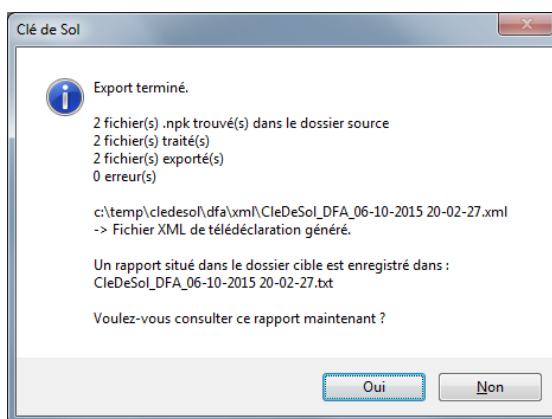 Clé de Sol
Export terminé.
2 fichier(s) .npk trouvé(s) dans le dossier source
2 fichier(s) traité(s)
2 fichier(s) exporté(s)
0 erreur(s)
c:\temp\cledesol\dfa\xml\CleDeSol_DFA_06-10-2015 20-02-27.xml
-> Fichier XML de télédéclaration généré.
Un rapport situé dans le dossier cible est enregistré dans :
CleDeSol_DFA_06-10-2015 20-02-27.txt
Voulez-vous consulter ce rapport maintenant ?
Oui
Non